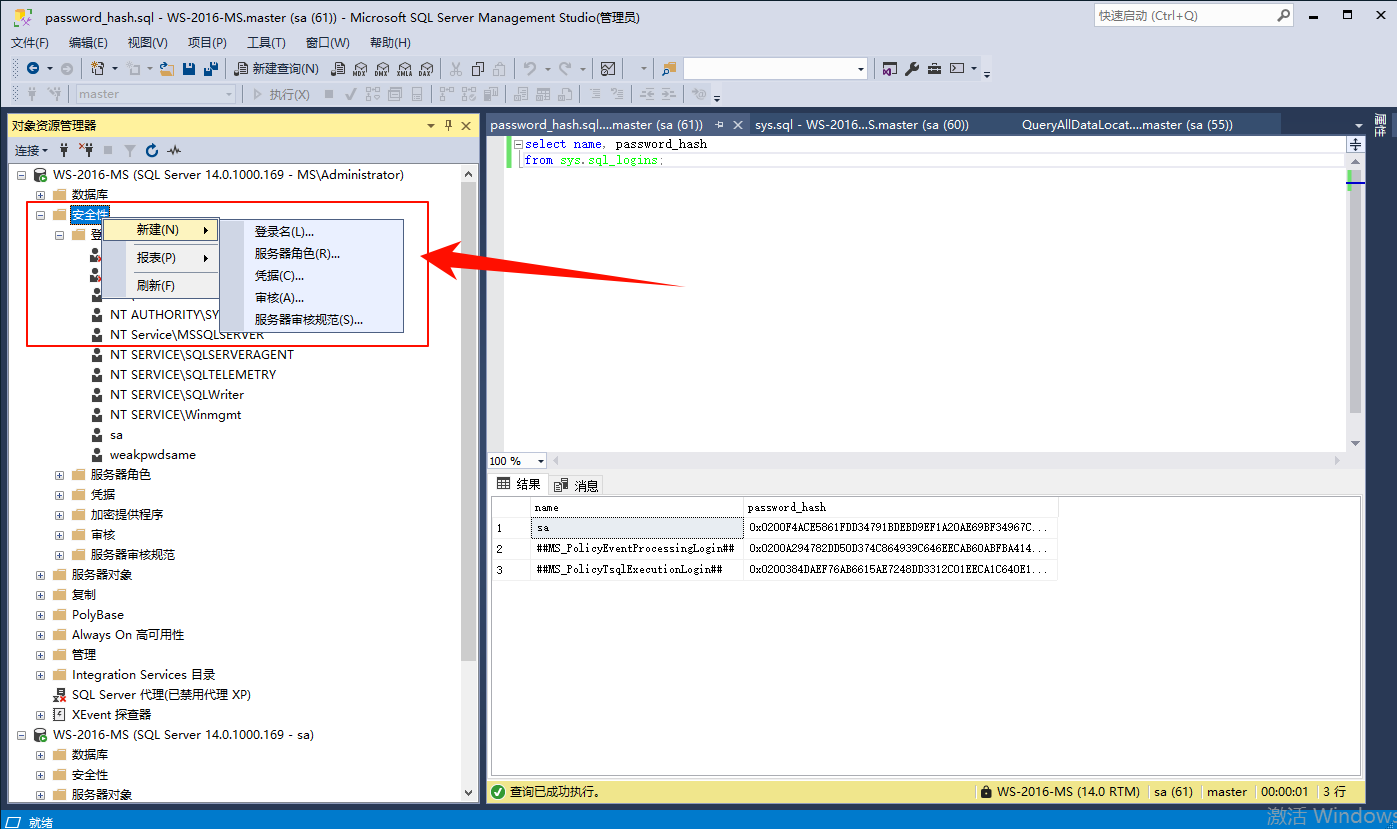 password_hash.sql - WS-2016-MS.master (sa (61)) - Microsoft SQL Server Management Studio(管理员)
快速启动 (Ctrl+Q)
文件(F) 编辑(E) 视图(V) 项目(P) 工具(T) 窗口(W) 帮助(H)
新建查询(N) MDX DMX XMLA DAX
master 执行(X)
对象资源管理器
连接
WS-2016-MS (SQL Server 14.0.1000.169 - MS\Administrator)
数据库
安全性
登
新建(N)
报表(P)
刷新(F)
登录名(L)...
服务器角色(R)...
凭据(C)...
审核(A)...
服务器审核规范(S)...
NT AUTHORITY\SY
NT Service\MSSQLSERVER
NT SERVICE\SQLSERVERAGENT
NT SERVICE\SQLTELEMETRY
NT SERVICE\SQLWriter
NT SERVICE\Winmgmt
sa
weakpwdsame
服务器角色
凭据
加密提供程序
审核
服务器审核规范
服务器对象
复制
PolyBase
Always On 高可用性
管理
Integration Services 目录
SQL Server 代理(已禁用代理 XP)
XEvent 探查器
WS-2016-MS (SQL Server 14.0.1000.169 - sa)
数据库
安全性
服务器对象
password_hash.sql....master (sa (61)) sys.sql - WS-2016...S.master (sa (60)) QueryAllDataLocat....master (sa (55))
属性
select name, password_hash
from sys.sql_logins;
100 %
结果 消息
name password_hash
1 sa 0x0200F4ACE5861FDD34791BDEBD9EF1A20AE69BF34967C...
2 ##MS_PolicyEventProcessingLogin## 0x0200A294782DD50D374C864939C646EECAB60ABFBA414...
3 ##MS_PolicyTsqlExecutionLogin## 0x0200384DAEF76AB6615AE7248DD3312C01EECA1C640E1...
查询已成功执行。 WS-2016-MS (14.0 RTM) sa (61) master 00:00:01 3 行
激活 Windows
就绪